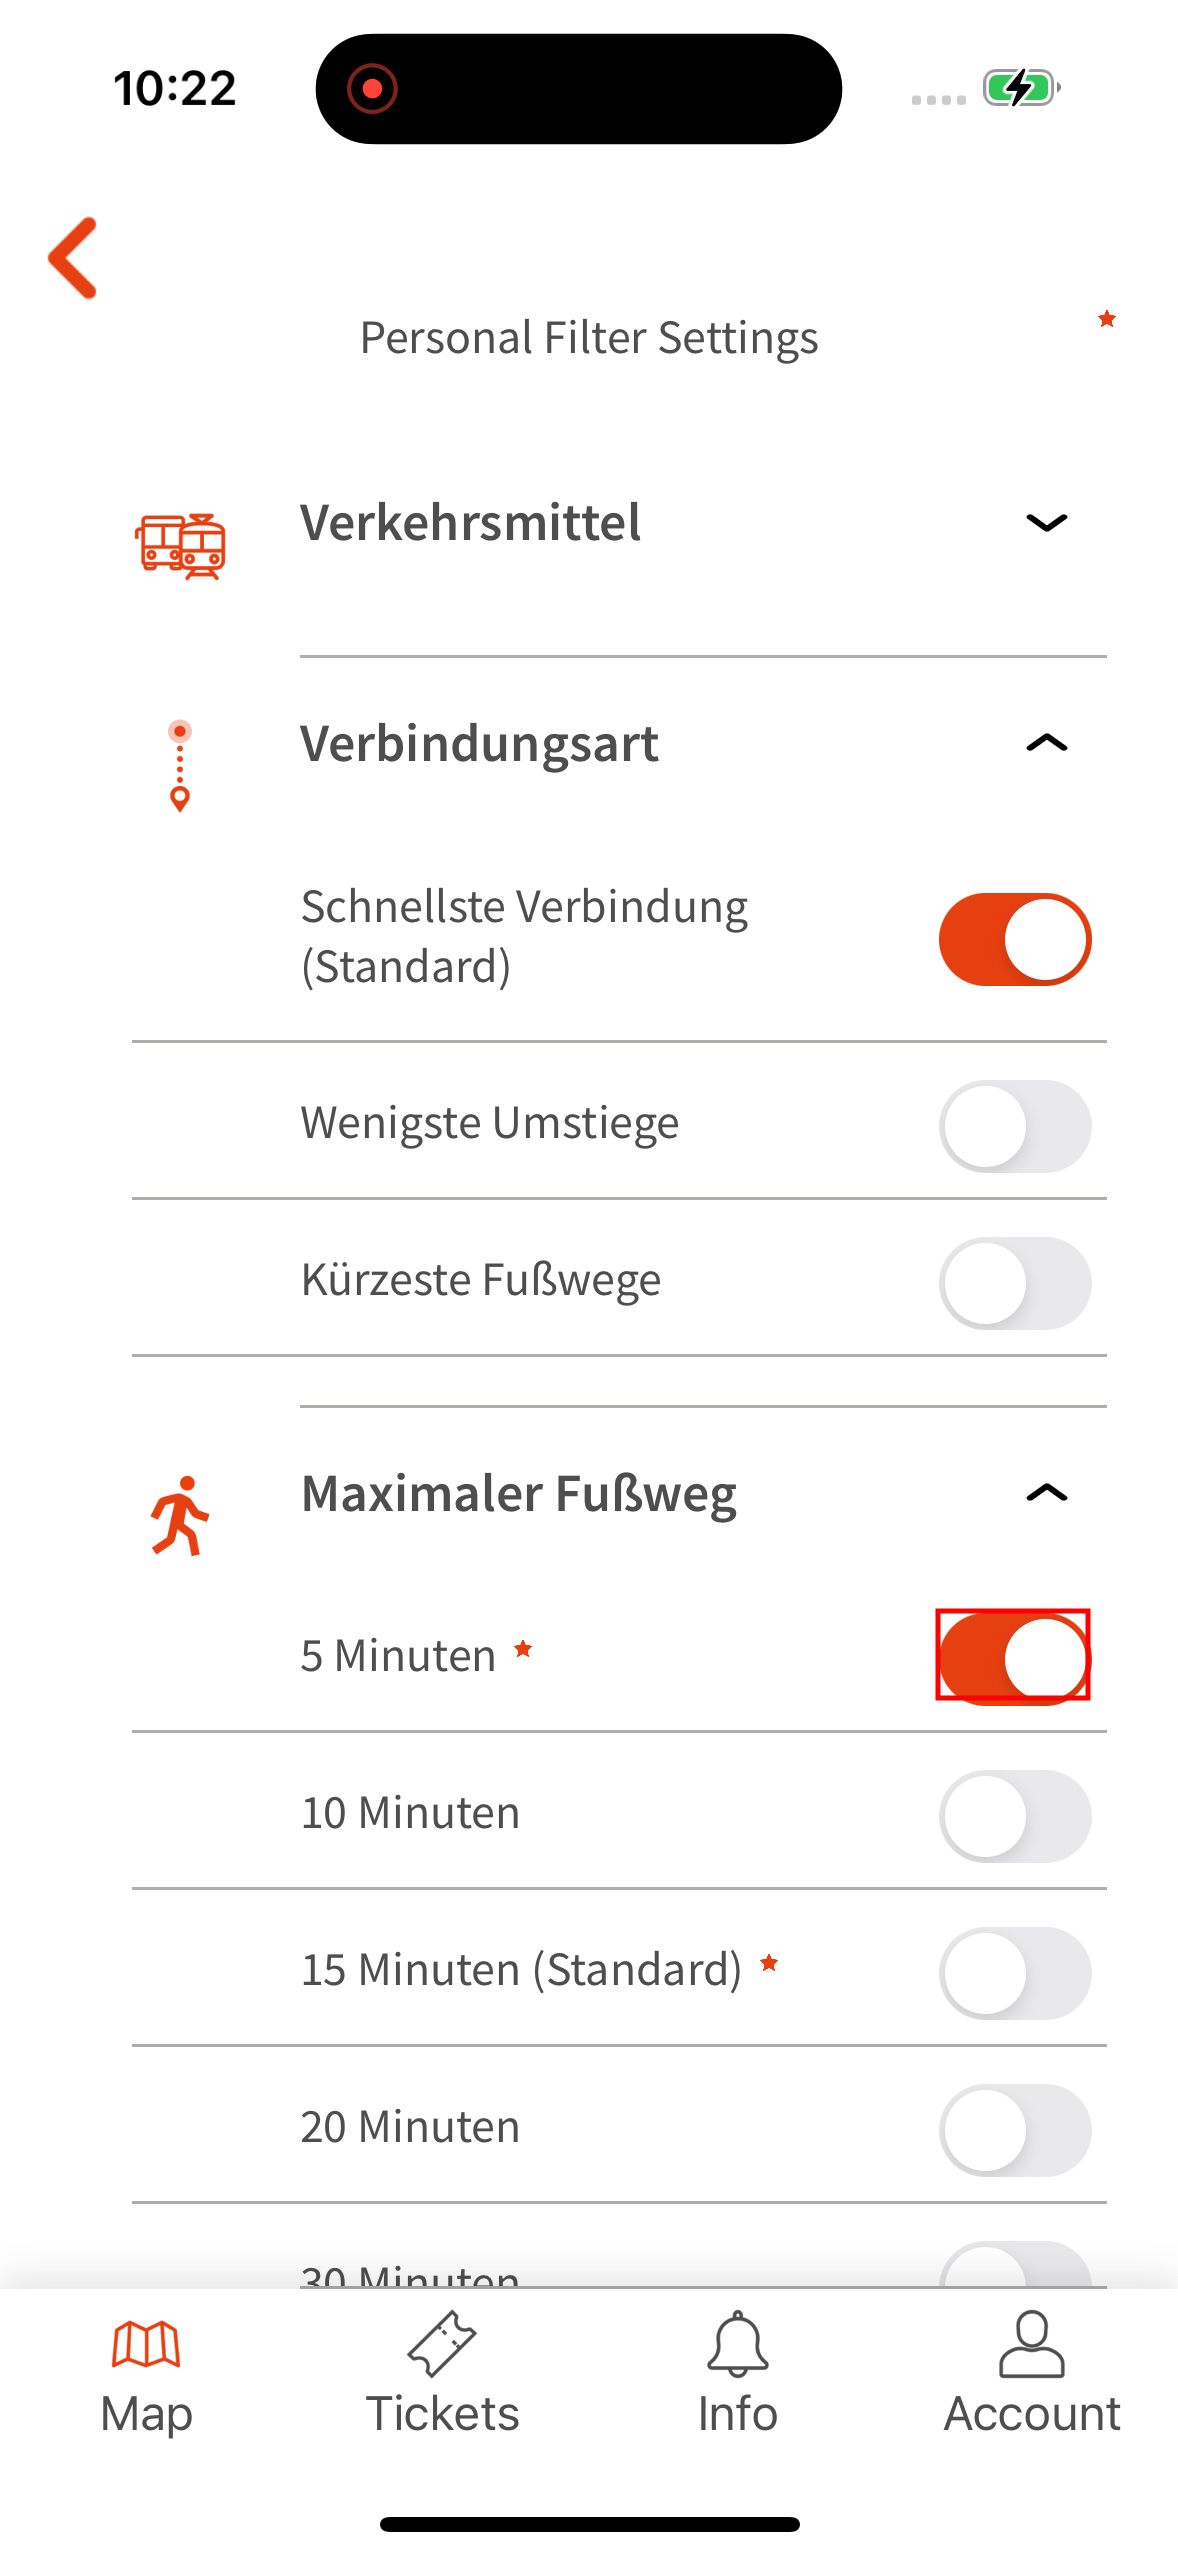 10:22
Personal Filter Settings
Verkehrsmittel
Verbindungsart
Schnellste Verbindung
(Standard)
Wenigste Umstiege
Kürzeste Fußwege
Maximaler Fußweg
5 Minuten
10 Minuten
15 Minuten (Standard)
20 Minuten
30 Minuten
Map
Tickets
Info
Account